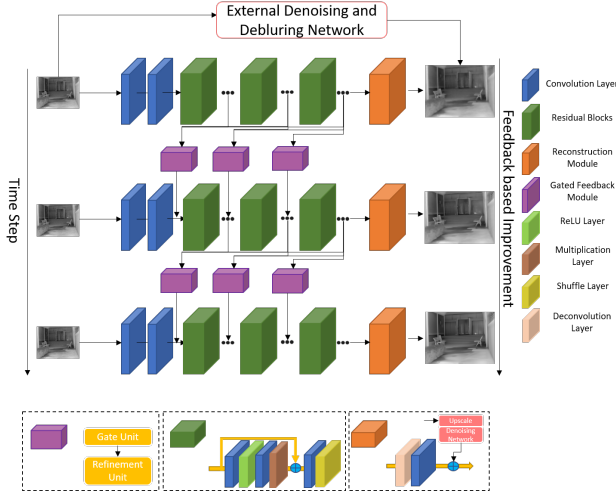 External Denoising and
Debluring Network
Time Step
Feedback based Improvement
Convolution Layer
Residual Blocks
Reconstruction
Module
Gated Feedback
Module
ReLU Layer
Multiplication
Layer
Shuffle Layer
Deconvolution
Layer
Gate Unit
Refinement
Unit
Upscale
Denoising
Network